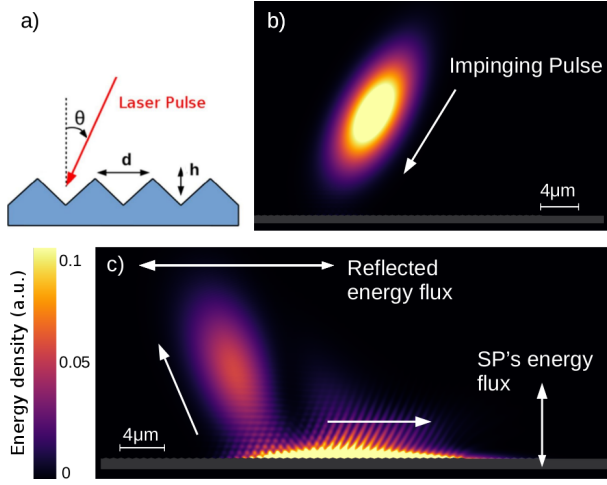 a)
θ
Laser Pulse
d
h
b)
Impinging Pulse
4μm
Energy density (a.u.)
0.1
0.05
0
c)
Reflected
energy flux
SP's energy
flux
4μm